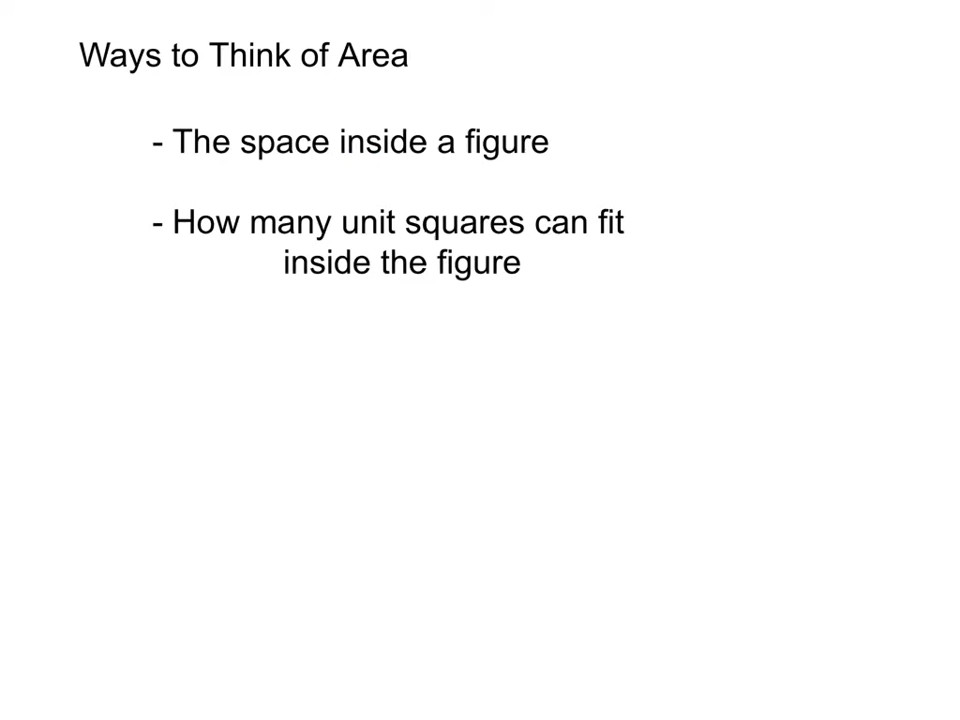 Ways to Think of Area
- The space inside a figure
- How many unit squares can fit
inside the figure